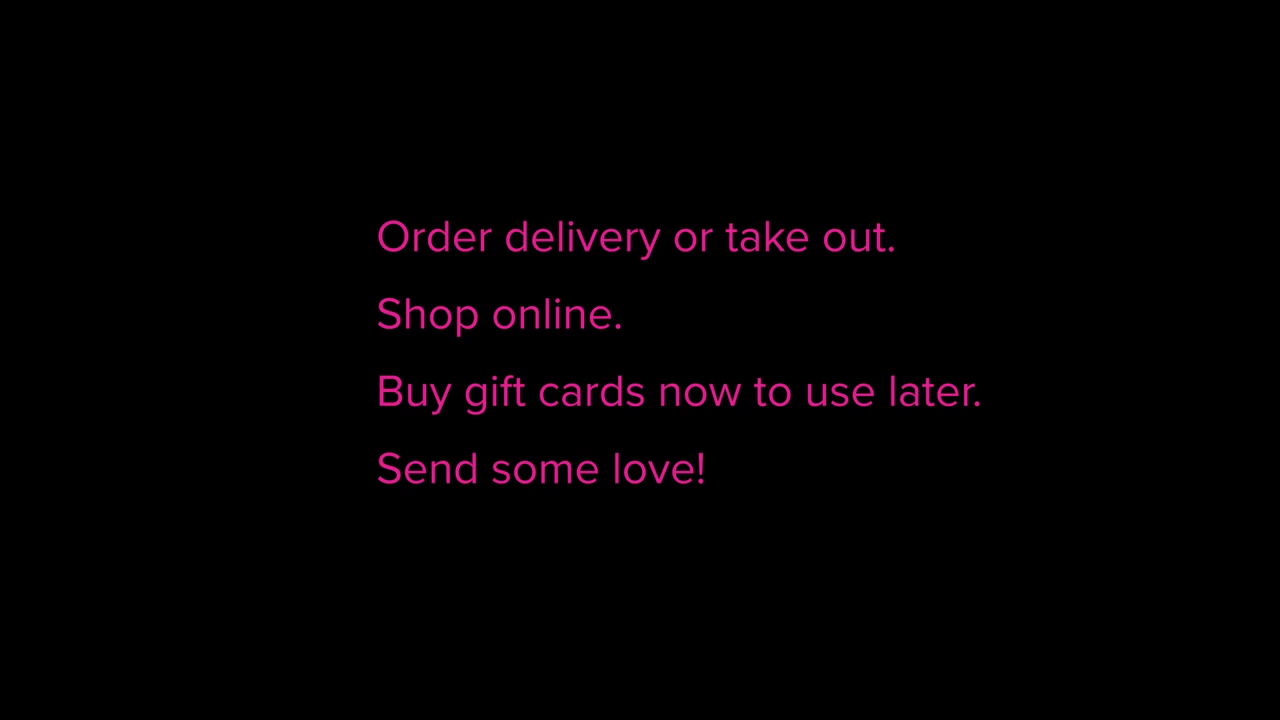 Order delivery or take out.
Shop online.
Buy gift cards now to use later.
Send some love!